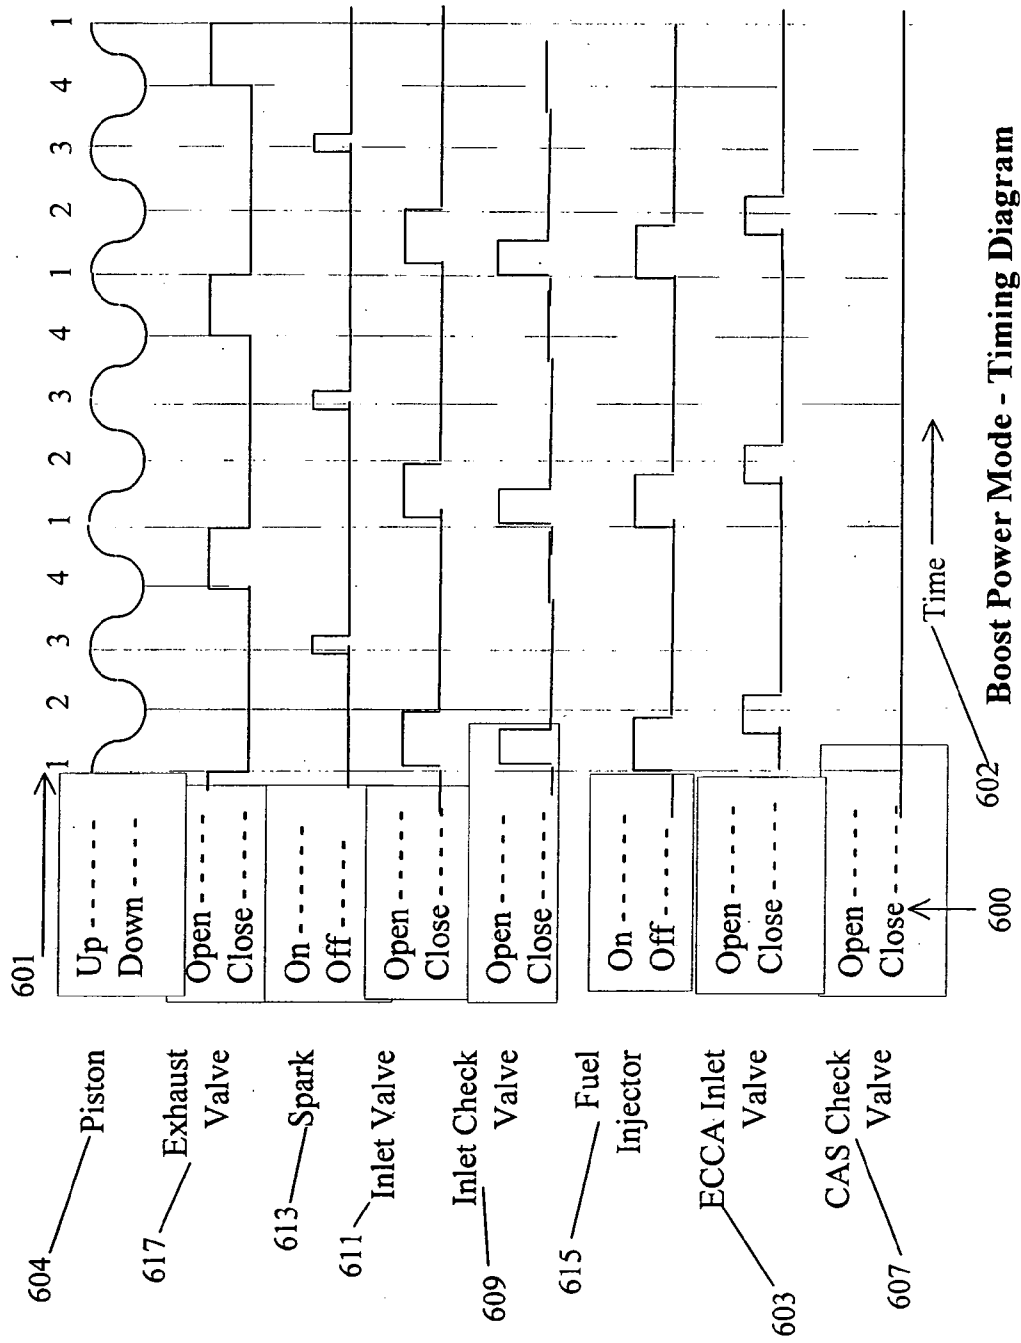 601
1 2 3 4 1 2 3 4 1 2 3 4 1
604
Piston
Up -------
Down -----
617
Exhaust
Valve
Open ------
Close ------
613
Spark
On -------
Off -----
611
Inlet Valve
Open ------
Close ------
609
Inlet Check
Valve
Open ------
Close ------
615
Fuel
Injector
On -------
Off -----
603
ECCA Inlet
Valve
Open -----
Close -----
607
CAS Check
Valve
Open -----
Close -----
600
602
Time
Boost Power Mode - Timing Diagram